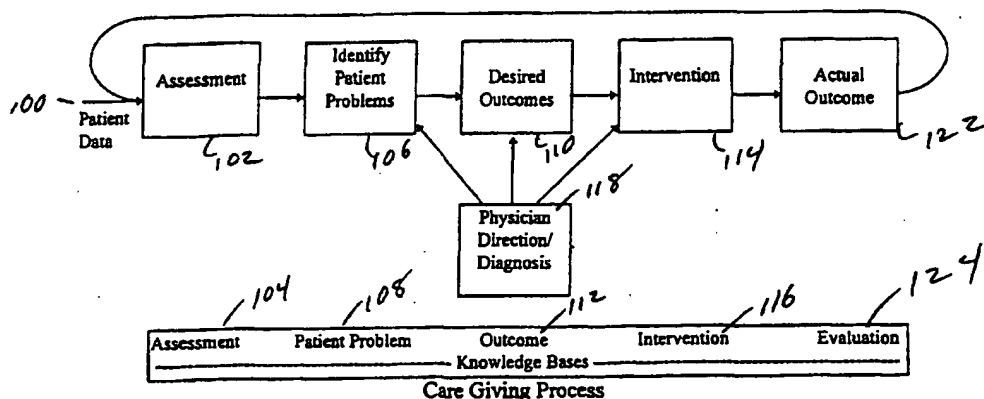 Assessment
Identify
Patient
Problems
Desired
Outcomes
Intervention
Actual
Outcome
100
Patient
Data
102
106
110
114
122
118
Physician
Direction/
Diagnosis
104
108
112
116
124
Assessment Patient Problem Outcome Intervention Evaluation
Knowledge Bases
Care Giving Process